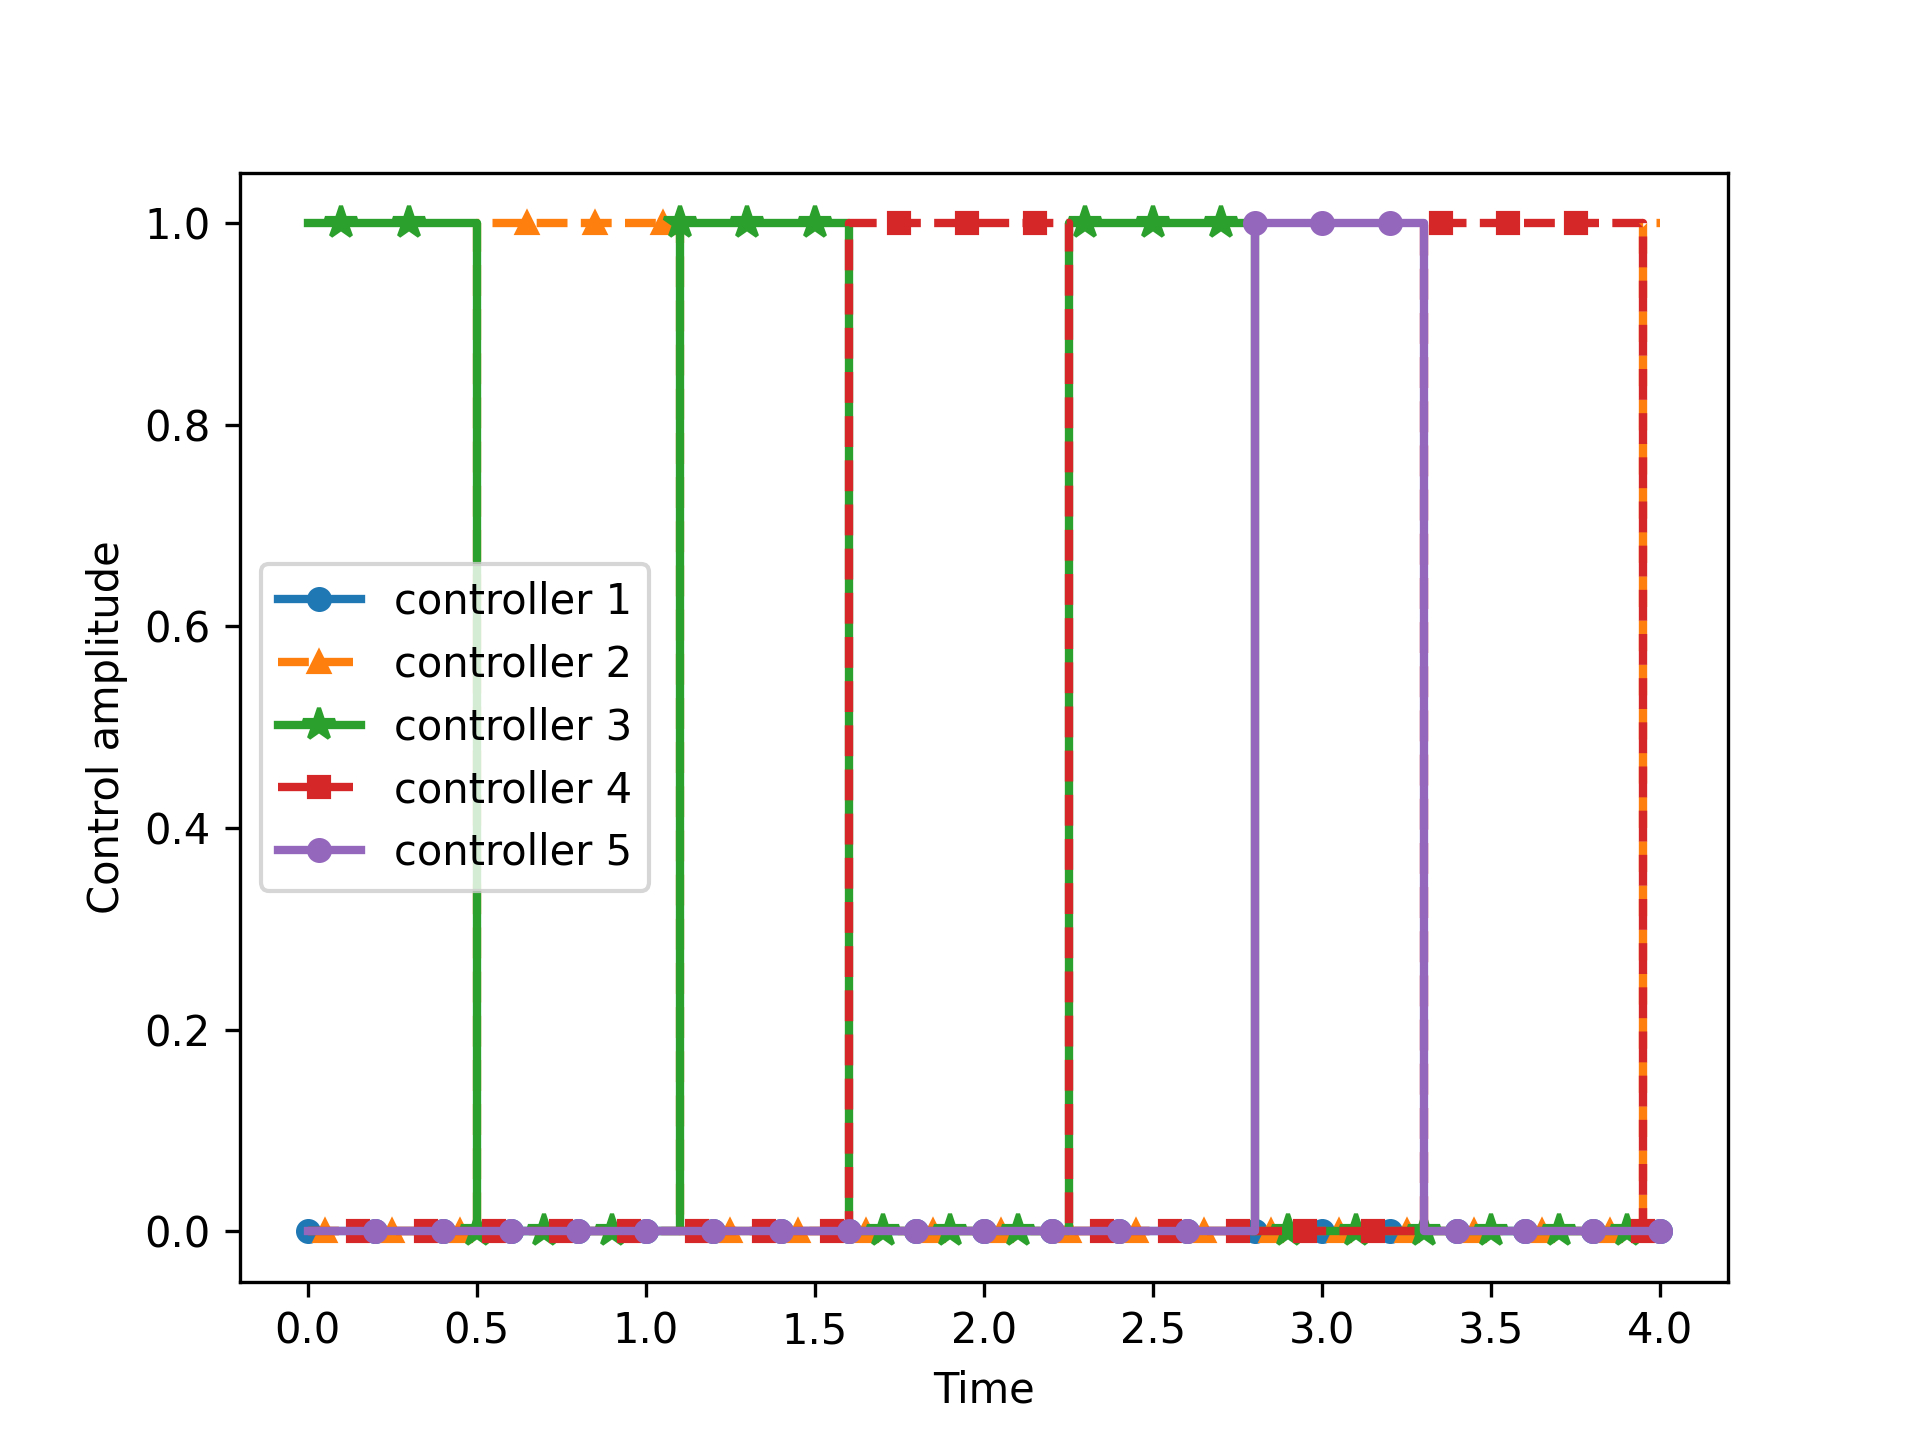 1.0
0.8
0.6
0.4
0.2
0.0
Control amplitude
controller 1
controller 2
controller 3
controller 4
controller 5
0.0 0.5 1.0 1.5 2.0 2.5 3.0 3.5 4.0
Time